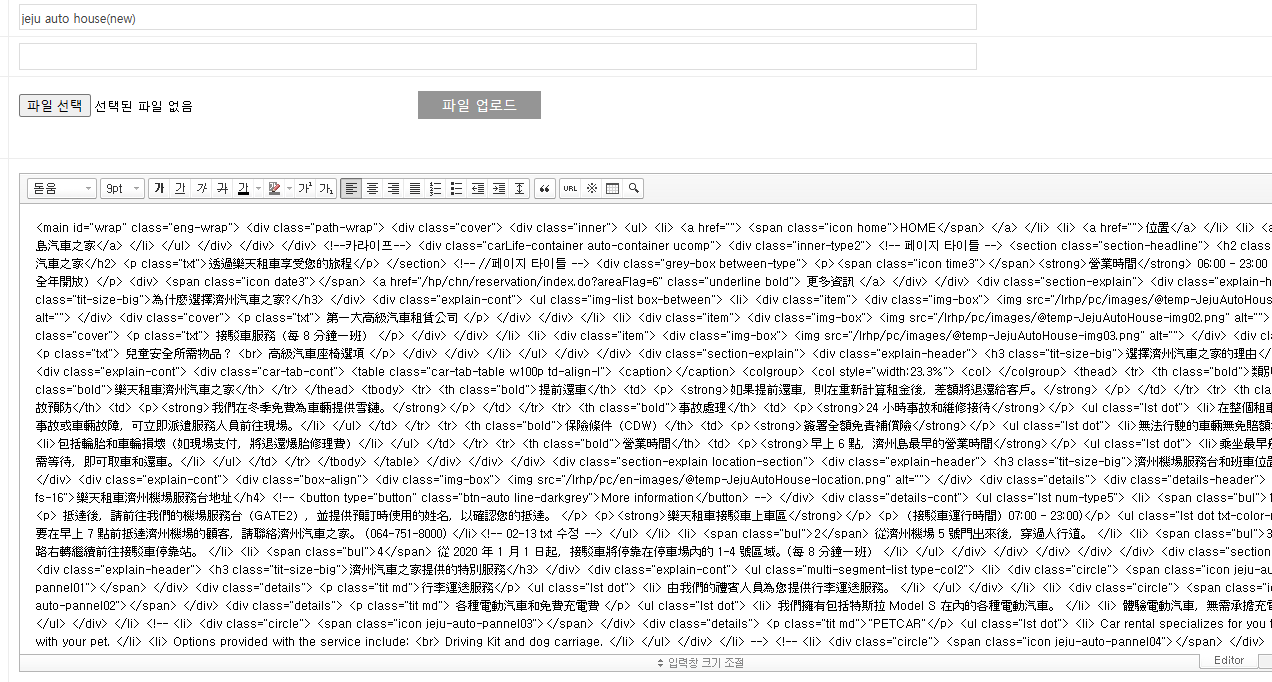 jeju auto house(new)
파일 선택 선택된 파일 없음 파일 업로드
돋움 9pt 가 가 가 가 가 가² 가₂ URL
<main id="wrap" class="eng-wrap"> <div class="path-wrap"> <div class="cover"> <div class="inner"> <ul> <li> <a href=""> <span class="icon home">HOME</span> </a> </li> <li> <a href="">位置</a> </li> <li> <a
島汽車之家</a> </li> </ul> </div> </div> </div> <!--카라이프--> <div class="carLife-container auto-container ucomp"> <div class="inner-type2"> <!-- 페이지 타이틀 --> <section class="section-headline"> <h2 class
汽車之家</h2> <p class="txt">透過樂天租車享受您的旅程</p> </section> <!-- //페이지 타이틀 --> <div class="grey-box between-type"> <p><span class="icon time3"></span><strong>營業時間</strong> 06:00 - 23:00
全年開放）</p> <div> <span class="icon date3"></span> <a href="/hp/chn/reservation/index.do?areaFlag=6" class="underline bold"> 更多資訊 </a> </div> </div> <div class="section-explain"> <div class="explain-header">
class="tit-size-big">為什麼選擇濟州汽車之家?</h3> </div> <div class="explain-cont"> <ul class="img-list box-between"> <li> <div class="item"> <div class="img-box"> <img src="/lrhp/pc/images/@temp-JejuAutoHous
alt=""> </div> <div class="cover"> <p class="txt"> 第一大高級汽車租賃公司 </p> </div> </div> </li> <li> <div class="item"> <div class="img-box"> <img src="/lrhp/pc/images/@temp-JejuAutoHouse-img02.png" alt="">
class="cover"> <p class="txt"> 接駁車服務（每 8 分鐘一班） </p> </div> </div> </li> <li> <div class="item"> <div class="img-box"> <img src="/lrhp/pc/images/@temp-JejuAutoHouse-img03.png" alt=""> </div> <div class="
<p class="txt"> 兒童安全所需物品？ <br> 高級汽車座椅選項 </p> </div> </div> </li> </ul> </div> </div> <div class="section-explain"> <div class="explain-header"> <h3 class="tit-size-big">選擇濟州汽車之家的理由</
<div class="explain-cont"> <div class="car-tab-cont"> <table class="car-tab-table w100p td-align-l"> <caption></caption> <colgroup> <col style="width:23.3%"> <col> </colgroup> <thead> <tr> <th class="bold">類
class="bold">樂天租車濟州汽車之家</th> </tr> </thead> <tbody> <tr> <th class="bold">提前還車</th> <td> <p> <strong>如果提前還車，則在重新計算租金後，差額將退還給客戶。</strong> </p> </td> </tr> <tr> <th cla
故預防</th> <td> <p><strong>我們在冬季免費為車輛提供雪鏈。</strong></p> </td> </tr> <tr> <th class="bold">事故處理</th> <td> <p><strong>24 小時事故和維修接待</strong></p> <ul class="lst dot"> <li>在整個租車
事故或車輛故障，可立即派遣服務人員前往現場。</li> </ul> </td> </tr> <tr> <th class="bold">保險條件（CDW）</th> <td> <p><strong>簽署全額免責補償險</strong></p> <ul class="lst dot"> <li>無法行駛的車輛無免賠額
<li>包括輪胎和車輪損壞（如現場支付，將退還爆胎修理費）</li> </ul> </td> </tr> <tr> <th class="bold">營業時間</th> <td> <p><strong>早上 6 點，濟州島最早的營業時間</strong></p> <ul class="lst dot"> <li>乘坐最早
需等待，即可取車和還車。</li> </ul> </td> </tr> </tbody> </table> </div> </div> </div> <div class="section-explain location-section"> <div class="explain-header"> <h3 class="tit-size-big">濟州機場服務台和班車位
</div> <div class="explain-cont"> <div class="box-align"> <div class="img-box"> <img src="/lrhp/pc/en-images/@temp-JejuAutoHouse-location.png" alt=""> </div> <div class="details"> <div class="details-header">
fs-16">樂天租車濟州機場服務台地址</h4> <!-- <button type="button" class="btn-auto line-darkgrey">More information</button> --> </div> <div class="details-cont"> <ul class="lst num-type5"> <li> <span class="bul">1
<p> 抵達後，請前往我們的機場服務台（GATE2），並提供預訂時使用的姓名，以確認您的抵達。 </p> <p><strong>樂天租車接駁車上車區</strong></p> <p>（接駁車運行時間）07:00 - 23:00)</p> <ul class="lst dot txt-color-r
要在早上 7 點前抵達濟州機場的顧客，請聯絡濟州汽車之家。(064-751-8000) </li><!-- 02-13 txt 수정 --> </ul> </li> <li> <span class="bul">2</span> 從濟州機場 5 號門出來後，穿過人行道。 </li> <li> <span class="bul">3
路右轉繼續前往接駁車停靠站。 </li> <li> <span class="bul">4</span> 從 2020 年 1 月 1 日起，接駁車將停靠在停車場內的 1-4 號區域。(每 8 分鐘一班） </li> </ul> </div> </div> </div> </div> </div> <div class="section
<div class="explain-header"> <h3 class="tit-size-big">濟州汽車之家提供的特別服務</h3> </div> <div class="explain-cont"> <ul class="multi-segment-list type-col2"> <li> <div class="circle"> <span class="icon jeju-au
pannel01"></span> </div> <div class="details"> <p class="tit md">行李運送服務</p> <ul class="lst dot"> <li> 由我們的禮賓人員為您提供行李運送服務。 </li> </ul> </div> </li> <li> <div class="circle"> <span class="icon je
auto-pannel02"></span> </div> <div class="details"> <p class="tit md"> 各種電動汽車和免費充電費 </p> <ul class="lst dot"> <li> 我們擁有包括特斯拉 Model S 在內的各種電動汽車。 </li> <li> 體驗電動汽車，無需承擔充
</ul> </div> </li> <!-- <li> <div class="circle"> <span class="icon jeju-auto-pannel03"></span> </div> <div class="details"> <p class="tit md">"PETCAR"</p> <ul class="lst dot"> <li> Car rental specializes for you t
with your pet. </li> <li> Options provided with the service include: <br> Driving Kit and dog carriage. </li> </ul> </div> </li> --> <!-- <li> <div class="circle"> <span class="icon jeju-auto-pannel04"></span> </div>
입력창 크기 조절 Editor